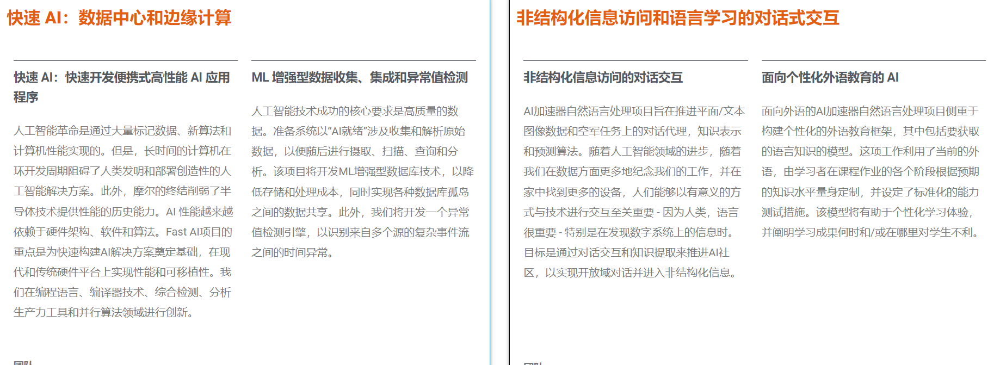 快速 AI：数据中心和边缘计算
快速 AI：快速开发便携式高性能 AI 应用
程序
人工智能革命是通过大量标记数据、新算法和
计算机性能实现的。但是，长时间的计算机在
环开发周期阻碍了人类发明和部署创造性的人
工智能解决方案。此外，摩尔的终结削弱了半
导体技术提供性能的历史能力。AI 性能越来越
依赖于硬件架构、软件和算法。Fast AI项目的
重点是为快速构建AI解决方案奠定基础，在现
代和传统硬件平台上实现性能和可移植性。我
们在编程语言、编译器技术、综合检测、分析
生产力工具和并行算法领域进行创新。
ML 增强型数据收集、集成和异常值检测
人工智能技术成功的核心要求是高质量的数
据。准备系统以“AI就绪”涉及收集和解析原始
数据，以便随后进行摄取、扫描、查询和分
析。该项目将开发ML增强型数据库技术，以降
低存储和处理成本，同时实现各种数据库孤岛
之间的数据共享。此外，我们将开发一个异常
值检测引擎，以识别来自多个源的复杂事件流
之间的时间异常。
团队
非结构化信息访问和语言学习的对话式交互
非结构化信息访问的对话交互
AI加速器自然语言处理项目旨在推进平面/文本
图像数据和空军任务上的对话代理，知识表示
和预测算法。随着人工智能领域的进步，随着
我们在数据方面更多地纪念我们的工作，并在
家中找到更多的设备，人们能够以有意义的方
式与技术进行交互至关重要 - 因为人类，语言
很重要 - 特别是在发现数字系统上的信息时。
目标是通过对话交互和知识提取来推进AI社
区，以实现开放域对话并进入非结构化信息。
面向个性化外语教育的 AI
面向外语的AI加速器自然语言处理项目侧重于
构建个性化的外语教育框架，其中包括要获取
的语言知识的模型。这项工作利用了当前的外
语，由学习者在课程作业的各个阶段根据预期
的知识水平量身定制，并设定了标准化的能力
测试措施。该模型将有助于个性化学习体验，
并阐明学习成果何时和/或在哪里对学生不利。
团队